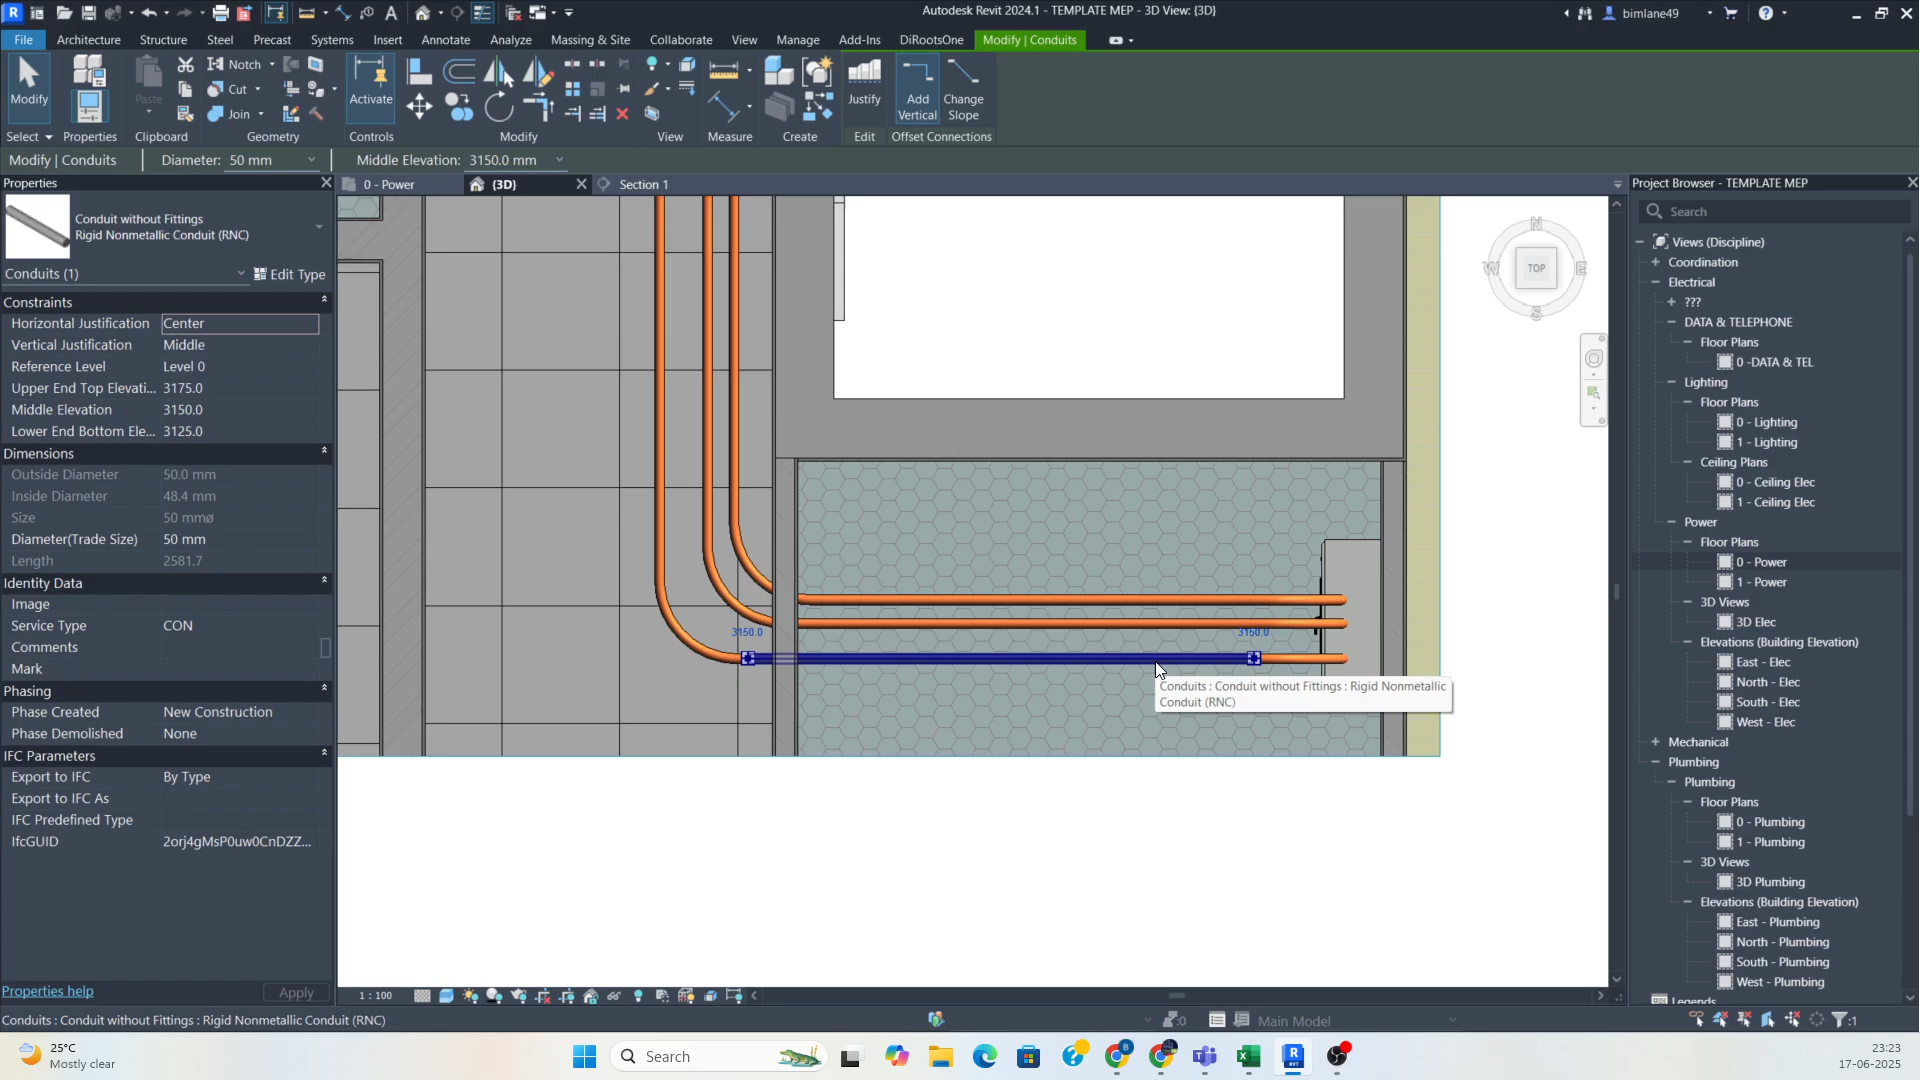 Autodesk Revit 2024.1 - TEMPLATE MEP - 3D View: {3D}
bimlane49
File Architecture Structure Steel Precast Systems Insert Annotate Analyze Massing & Site Collaborate View Manage Add-Ins DiRootsOne Modify | Conduits
Modify
Paste
Notch
Cut
Join
Activate
Justify
Add Vertical
Change Slope
Select Properties Clipboard Geometry Controls Modify View Measure Create Edit Offset Connections
Modify | Conduits Diameter: 50 mm Middle Elevation: 3150.0 mm
Properties
0 - Power {3D} Section 1
Project Browser - TEMPLATE MEP
Conduit without Fittings
Rigid Nonmetallic Conduit (RNC)
Conduits (1) Edit Type
Constraints
Horizontal Justification Center
Vertical Justification Middle
Reference Level Level 0
Upper End Top Elevati... 3175.0
Middle Elevation 3150.0
Lower End Bottom Ele... 3125.0
Dimensions
Outside Diameter 50.0 mm
Inside Diameter 48.4 mm
Size 50 mmø
Diameter(Trade Size) 50 mm
Length 2581.7
Identity Data
Image
Service Type CON
Comments
Mark
Phasing
Phase Created New Construction
Phase Demolished None
IFC Parameters
Export to IFC By Type
Export to IFC As
IFC Predefined Type
IfcGUID 2orj4gMsP0uw0CnDZZ...
Properties help Apply
N
W TOP E
S
3150.0 3150.0
Conduits : Conduit without Fittings : Rigid Nonmetallic
Conduit (RNC)
Search
Views (Discipline)
Coordination
Electrical
???
DATA & TELEPHONE
Floor Plans
0 -DATA & TEL
Lighting
Floor Plans
0 - Lighting
1 - Lighting
Ceiling Plans
0 - Ceiling Elec
1 - Ceiling Elec
Power
Floor Plans
0 - Power
1 - Power
3D Views
3D Elec
Elevations (Building Elevation)
East - Elec
North - Elec
South - Elec
West - Elec
Mechanical
Plumbing
Plumbing
Floor Plans
0 - Plumbing
1 - Plumbing
3D Views
3D Plumbing
Elevations (Building Elevation)
East - Plumbing
North - Plumbing
South - Plumbing
West - Plumbing
Legends
1 : 100
Conduits : Conduit without Fittings : Rigid Nonmetallic Conduit (RNC)
:0
Main Model
:1
25°C
Mostly clear
Search
23:23
17-06-2025